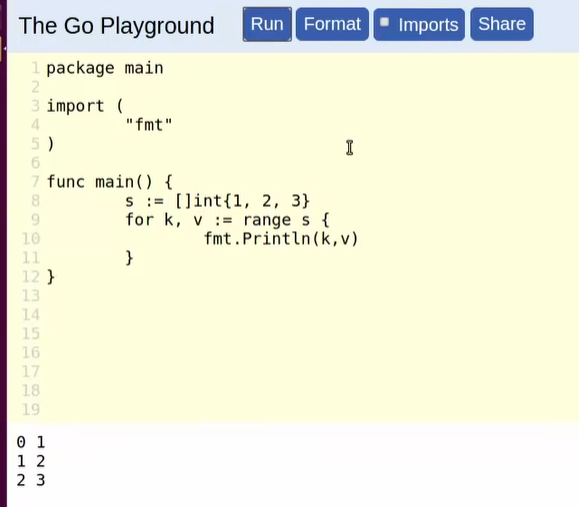 The Go Playground Run Format Imports Share
1 package main
2
3 import (
4 "fmt"
5 )
6
7 func main() {
8 s := []int{1, 2, 3}
9 for k, v := range s {
10 fmt.Println(k,v)
11 }
12 }
13
14
15
16
17
18
19
0 1
1 2
2 3